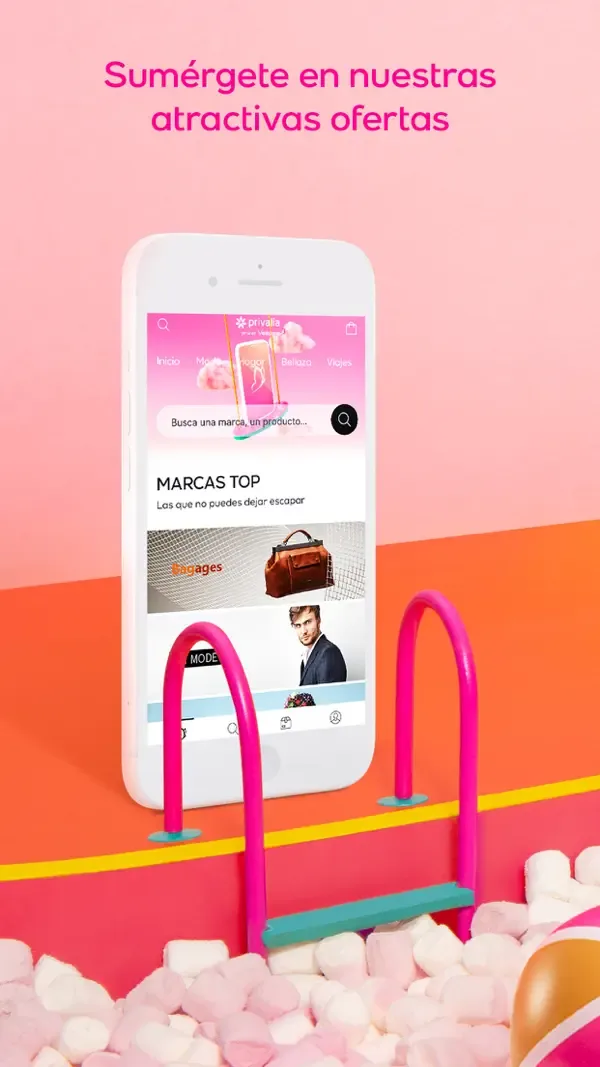 Sumérgete en nuestras
atractivas ofertas
privalia
Inicio Hogar Belleza Viajes
Busca una marca, un producto...
MARCAS TOP
Las que no puedes dejar escapar
Bagages
MODE